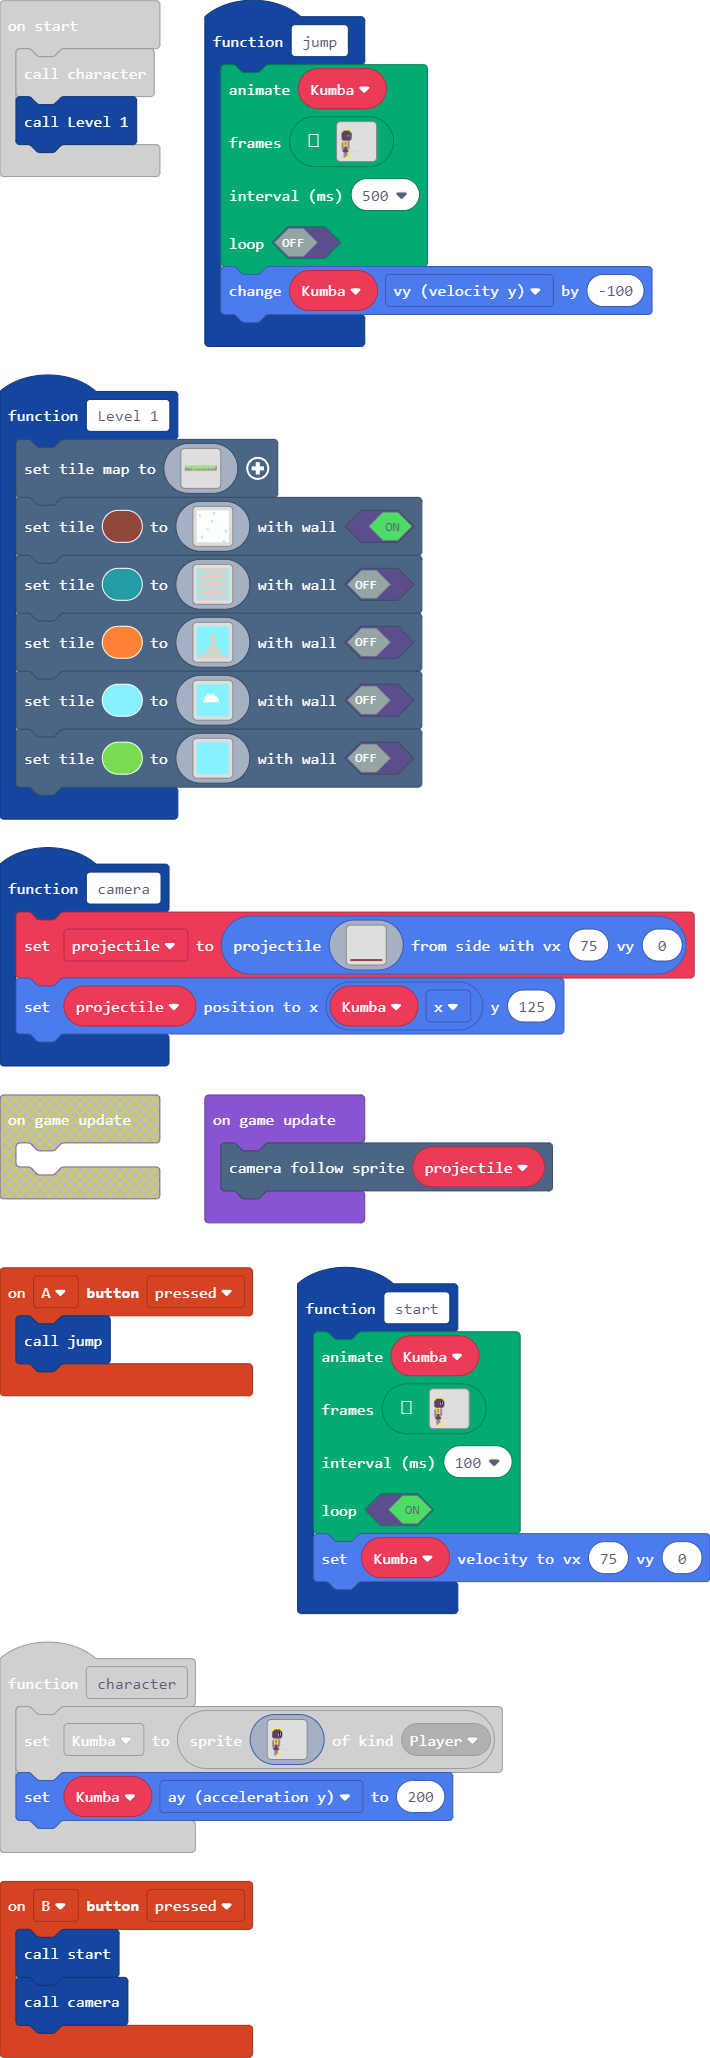 on start
call character
call Level 1
function jump
animate Kumba
frames
interval (ms) 500
loop OFF
change Kumba vy (velocity y) by -100
function Level 1
set tile map to
set tile to with wall ON
set tile to with wall OFF
set tile to with wall OFF
set tile to with wall OFF
set tile to with wall OFF
function camera
set projectile to projectile from side with vx 75 vy 0
set projectile position to x Kumba x y 125
on game update
on game update
camera follow sprite projectile
on A button pressed
call jump
function start
animate Kumba
frames
interval (ms) 100
loop ON
set Kumba velocity to vx 75 vy 0
function character
set Kumba to sprite of kind Player
set Kumba ay (acceleration y) to 200
on B button pressed
call start
call camera